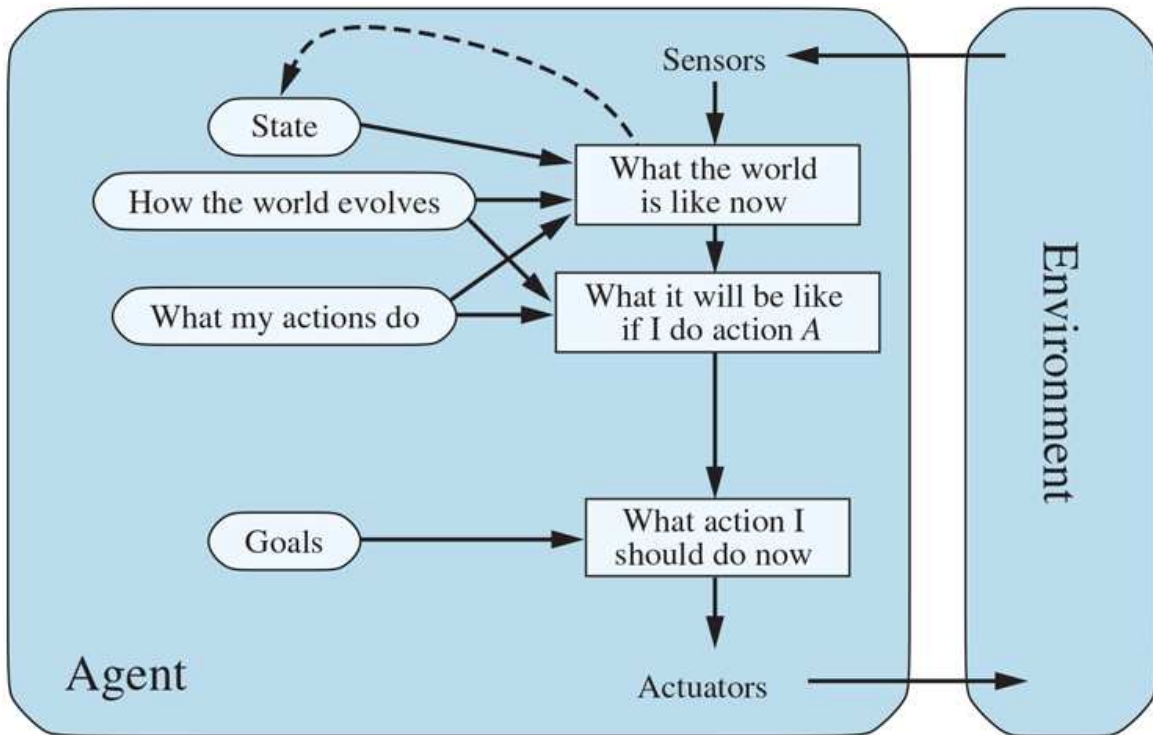 Sensors
State
What the world
is like now
How the world evolves
What it will be like
if I do action A
What my actions do
Environment
What action I
should do now
Goals
Agent
Actuators